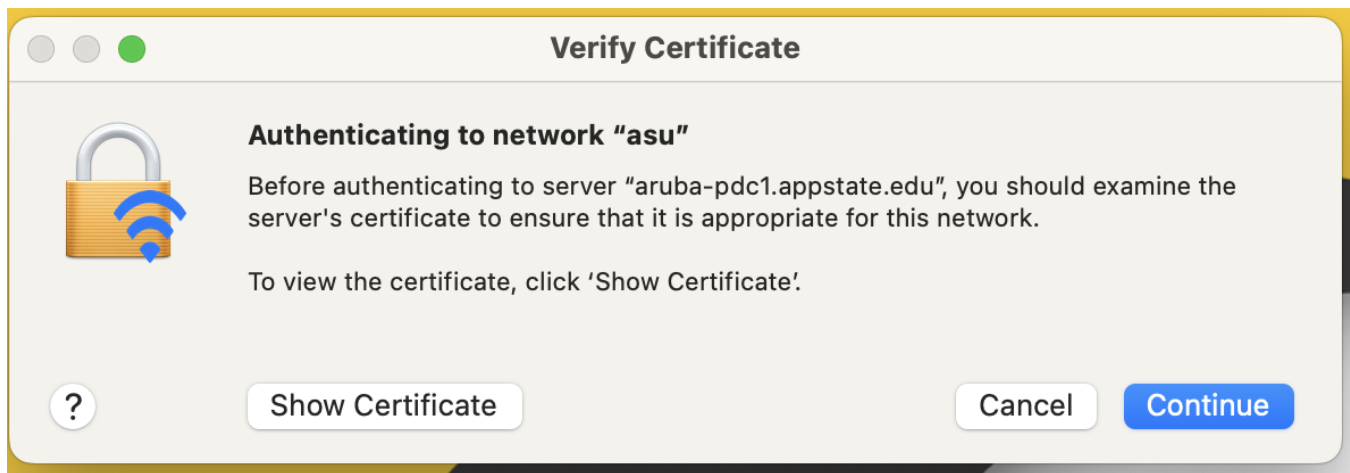 Verify Certificate
Authenticating to network “asu”
Before authenticating to server “aruba-pdc1.appstate.edu”, you should examine the
server's certificate to ensure that it is appropriate for this network.
To view the certificate, click ‘Show Certificate’.
?
Show Certificate
Cancel
Continue